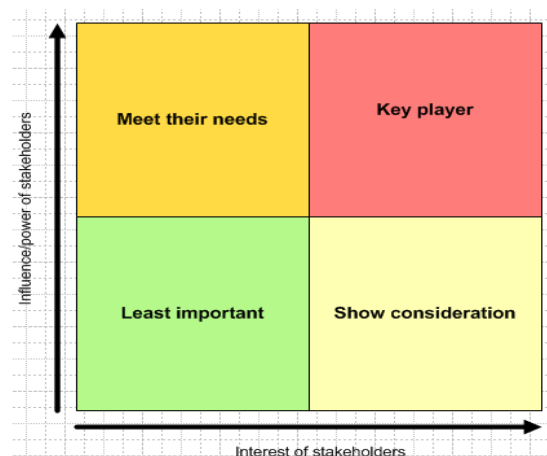 Influence/power of stakeholders
Meet their needs
Key player
Least important
Show consideration
Interest of stakeholders